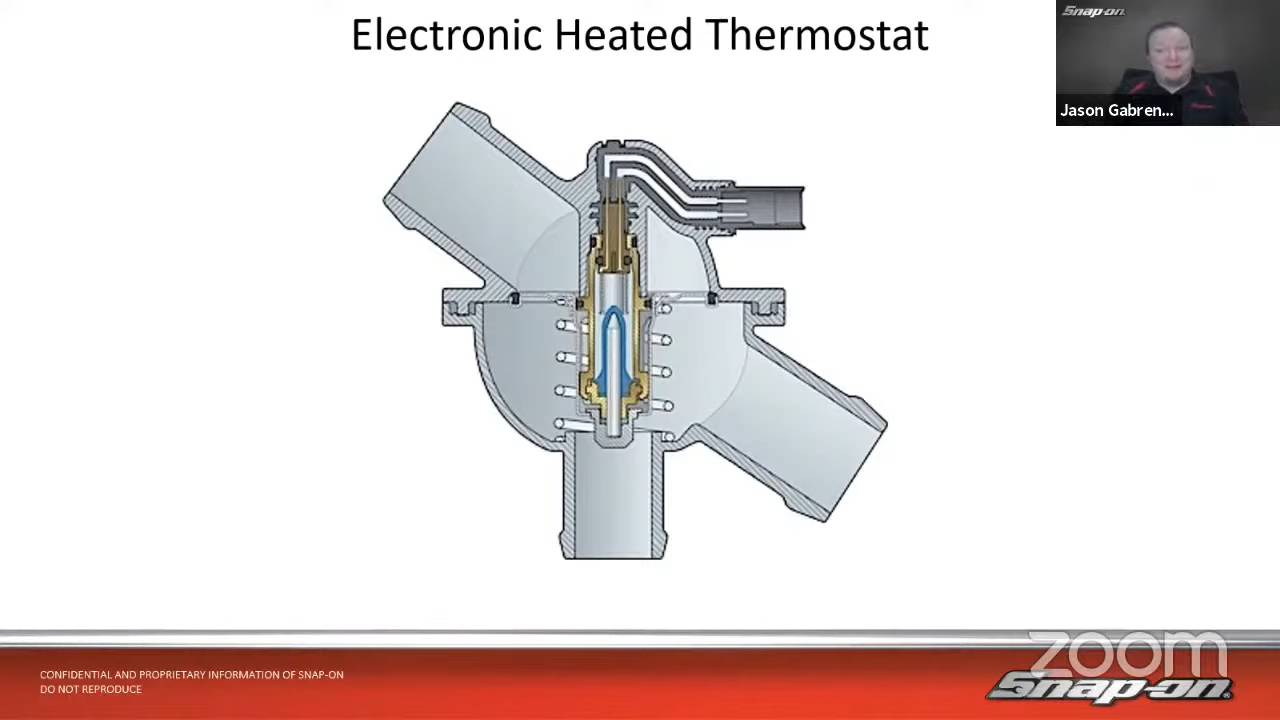 Electronic Heated Thermostat
Snap-on
Jason Gabren...
CONFIDENTIAL AND PROPRIETARY INFORMATION OF SNAP-ON
DO NOT REPRODUCE
zoom
Snap-on